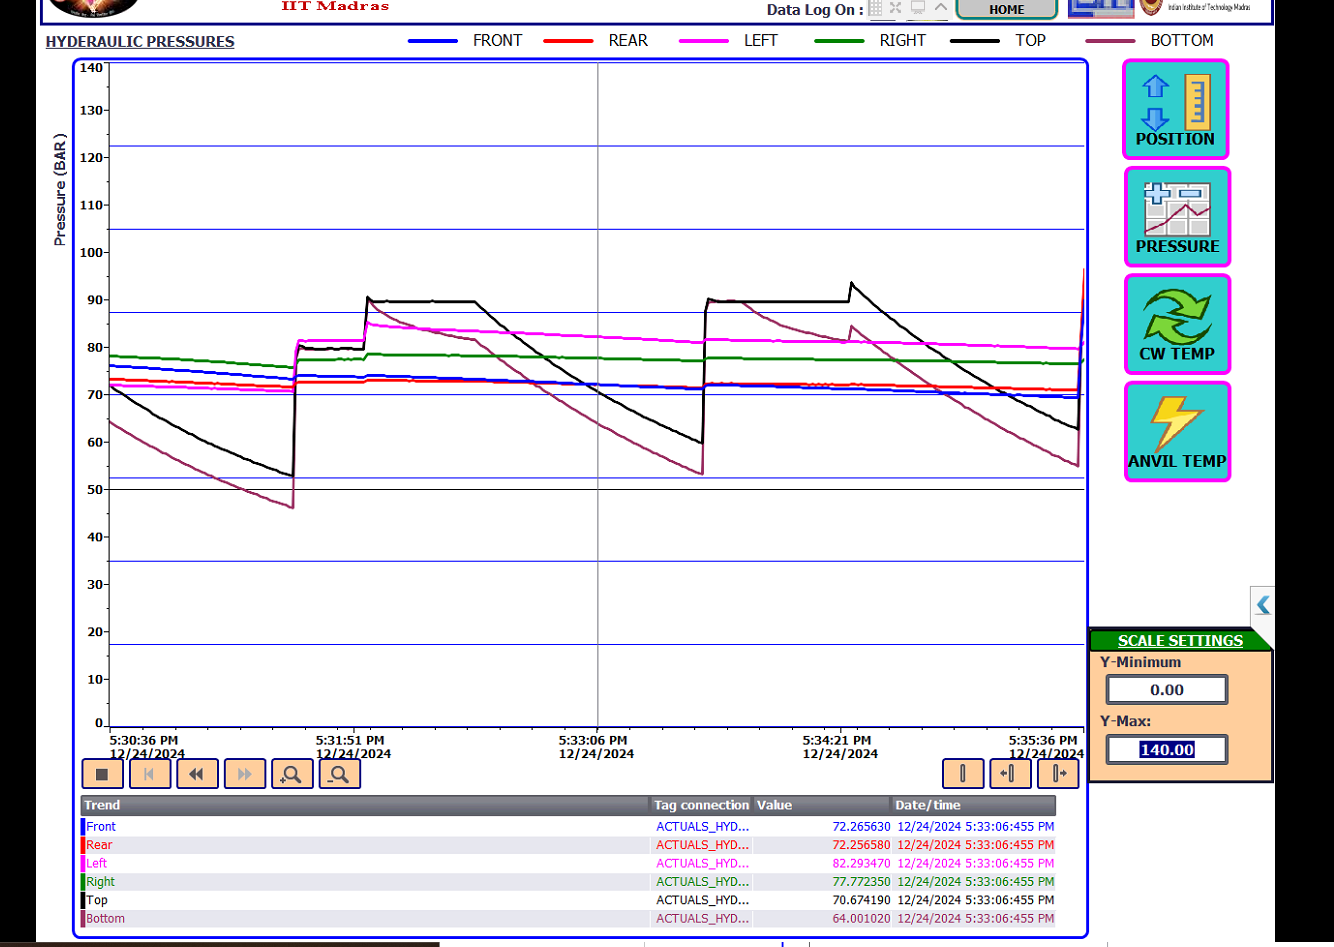 IIT Madras
Data Log On :
HOME
Indian Institute of Technology Madras
HYDERAULIC PRESSURES
FRONT REAR LEFT RIGHT TOP BOTTOM
Pressure (BAR )
140
130
120
110
100
90
80
70
60
50
40
30
20
10
0
5:30:36 PM 5:31:51 PM 5:33:06 PM 5:34:21 PM 5:35:36 PM
12/24/2024 12/24/2024 12/24/2024 12/24/2024 12/24/2024
POSITION
PRESSURE
CW TEMP
ANVIL TEMP
SCALE SETTINGS
Y-Minimum
0.00
Y-Max:
140.00
Trend Tag connection Value Date/time
Front ACTUALS_HYD... 72.265630 12/24/2024 5:33:06:455 PM
Rear ACTUALS_HYD... 72.256580 12/24/2024 5:33:06:455 PM
Left ACTUALS_HYD... 82.293470 12/24/2024 5:33:06:455 PM
Right ACTUALS_HYD... 77.772350 12/24/2024 5:33:06:455 PM
Top ACTUALS_HYD... 70.674190 12/24/2024 5:33:06:455 PM
Bottom ACTUALS_HYD... 64.001020 12/24/2024 5:33:06:455 PM